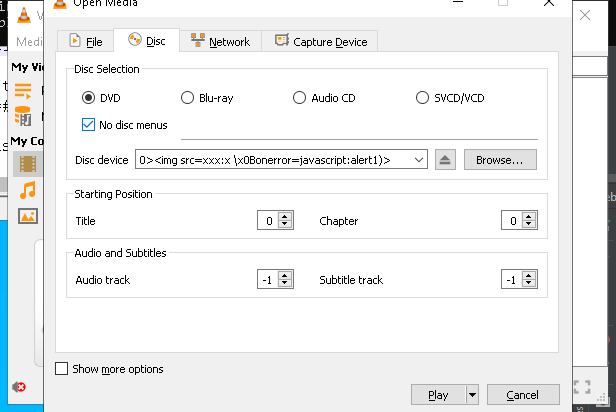 Open Media
Medi
File Disc Network Capture Device
My Vi
Disc Selection
DVD Blu-ray Audio CD SVCD/VCD
No disc menus
My Co
Disc device 0><img src=xxx:x \x0Bonerror=javascript:alert1)> Browse...
Starting Position
Title 0 Chapter 0
Audio and Subtitles
Audio track -1 Subtitle track -1
Show more options
Play Cancel